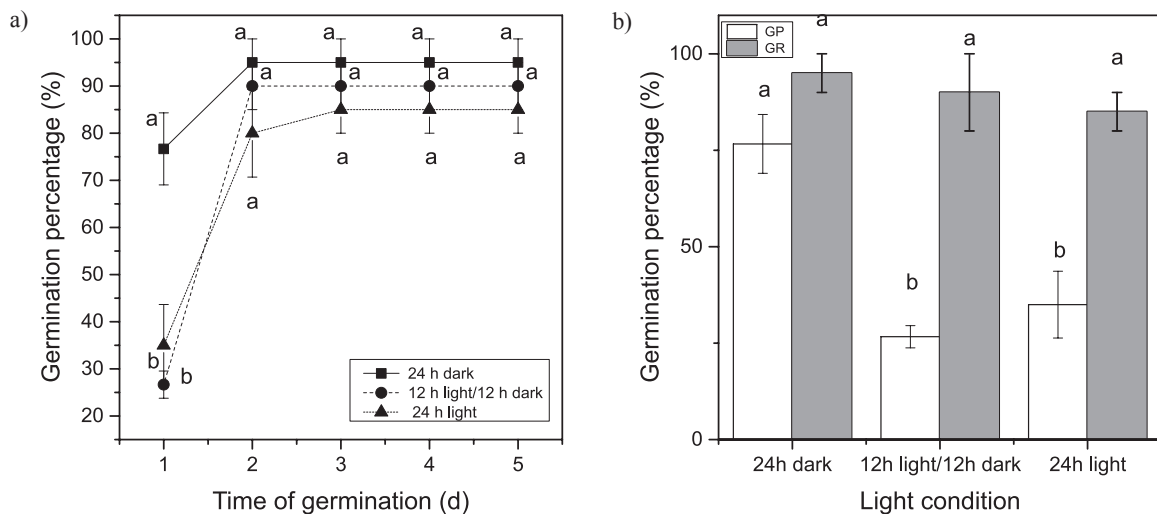 a)
Germination percentage (%)
100
90
80
70
60
50
40
30
20
a a a a a
a a a a
a a a a
b b
24 h dark
12 h light/12 h dark
24 h light
1 2 3 4 5
Time of germination (d)
b)
Germination percentage (%)
GP
GR
100
50
0
a a
b a
b a
24h dark 12h light/12h dark 24h light
Light condition